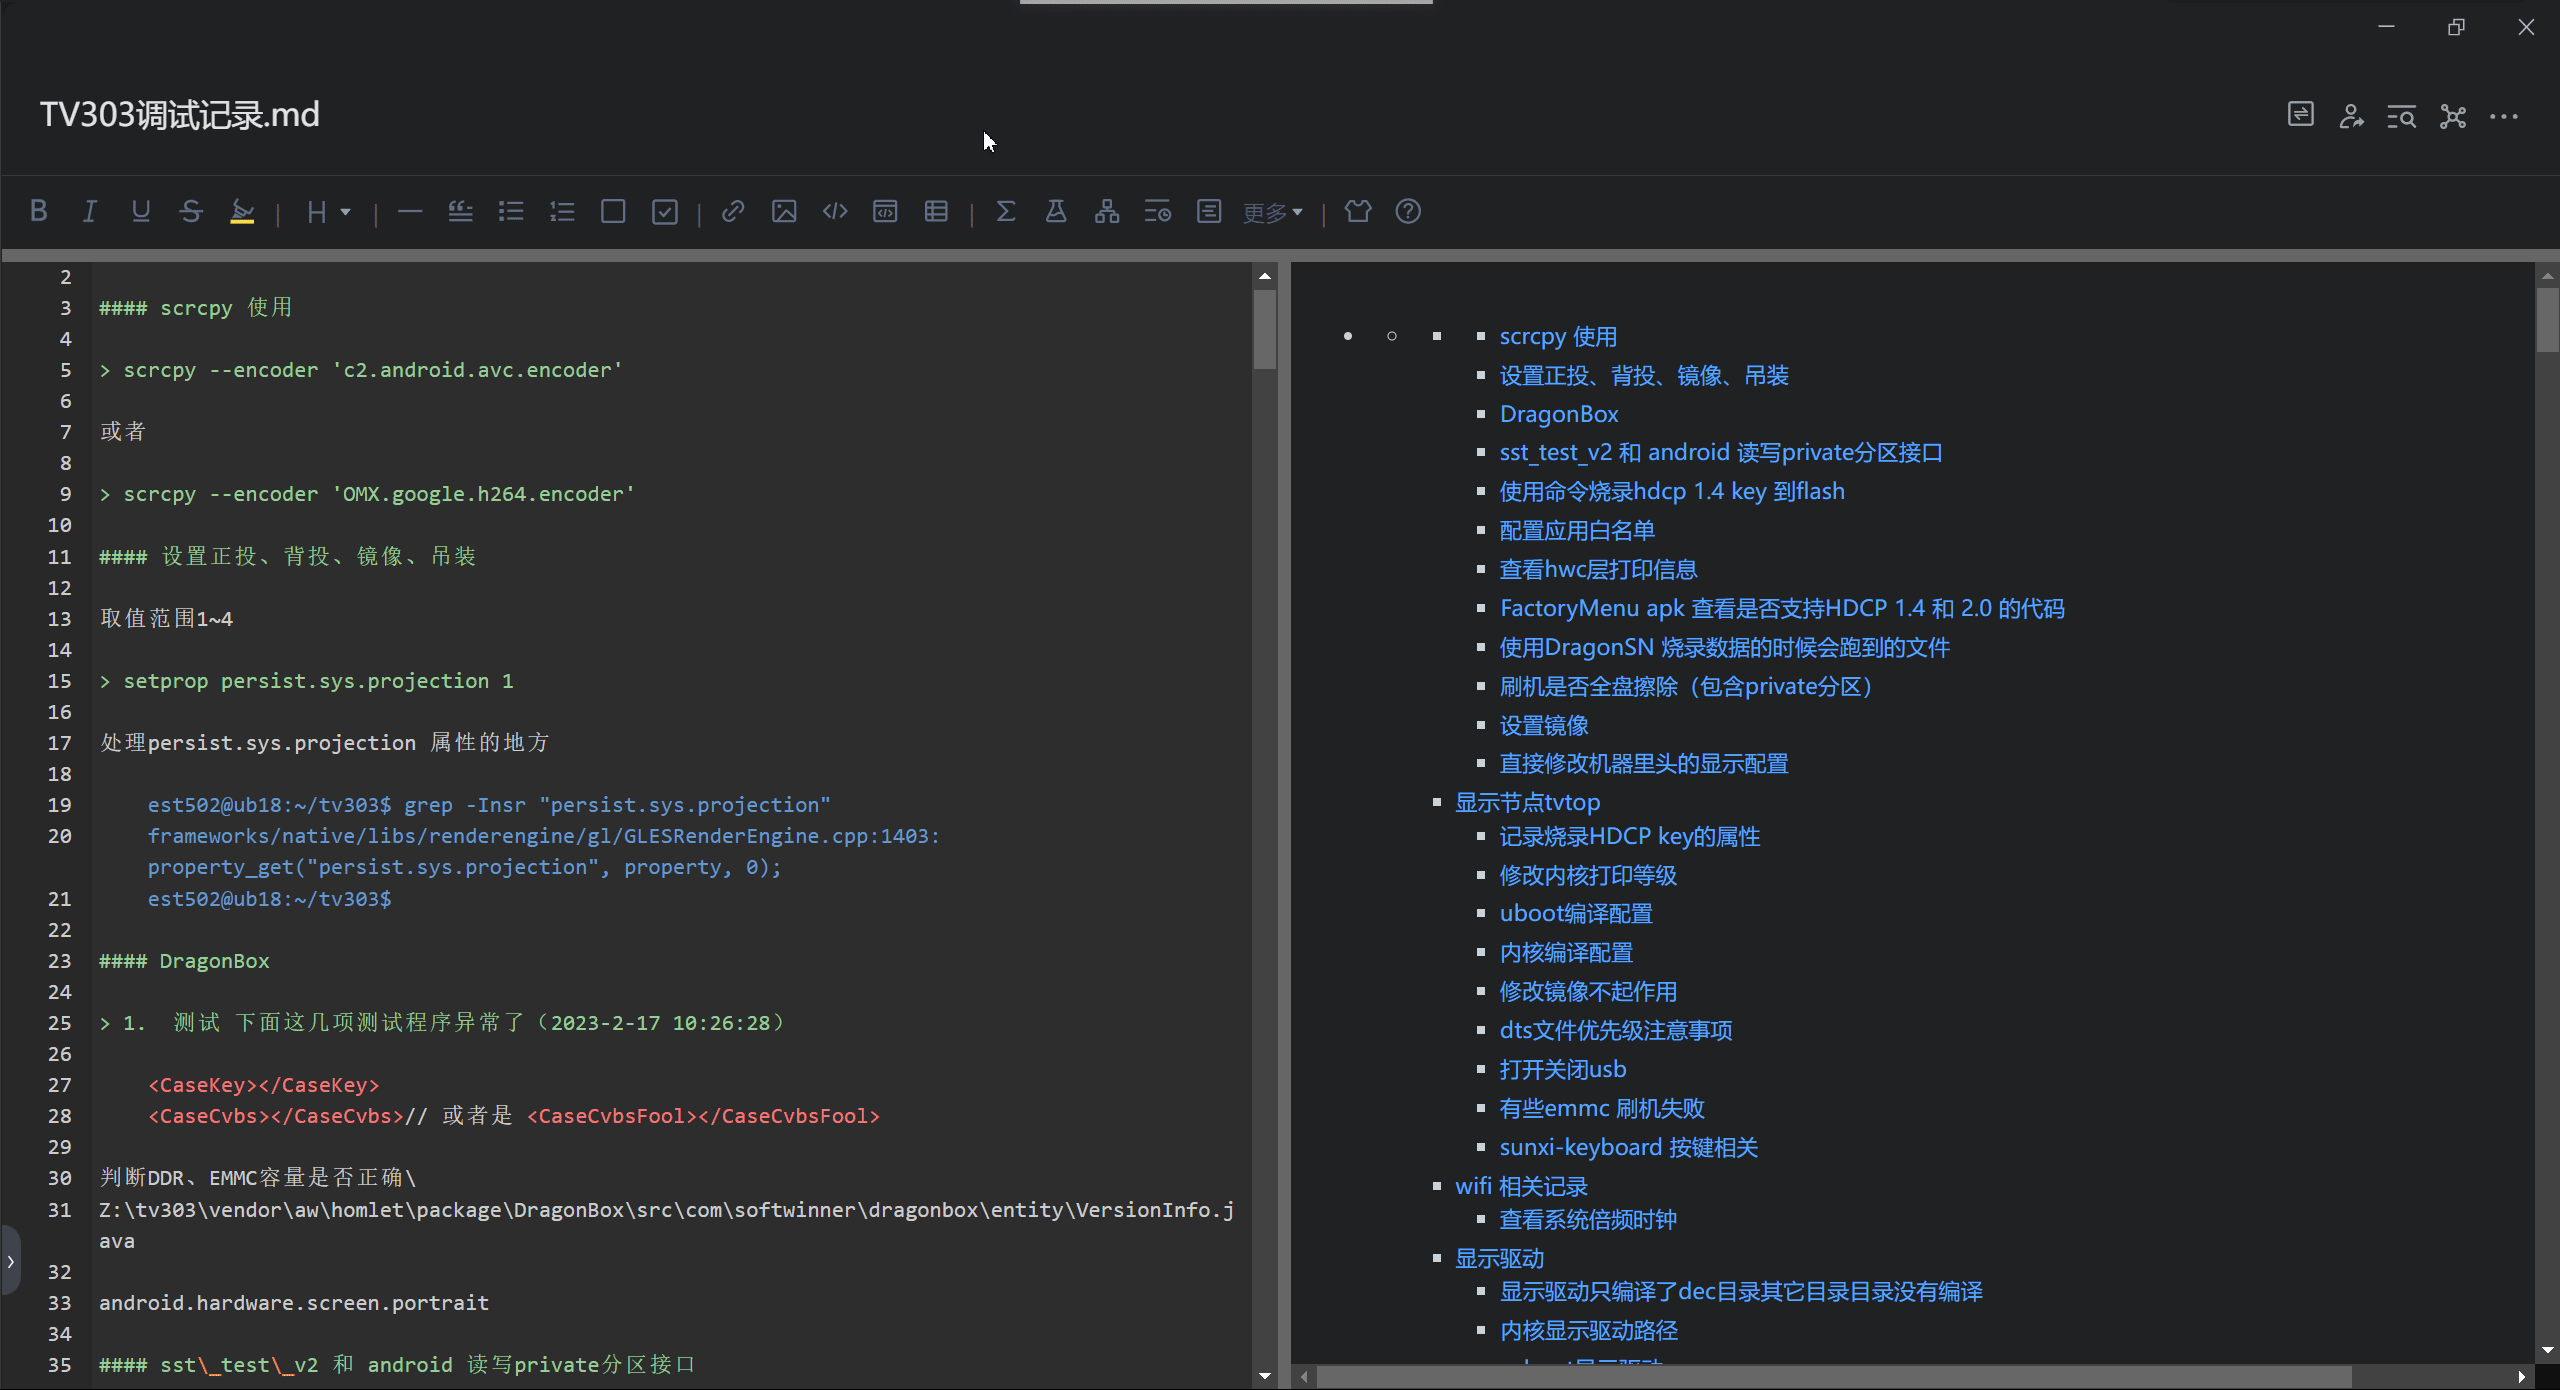 TV303调试记录.md
更多
2
3 #### scrcpy 使用
4
5 > scrcpy --encoder 'c2.android.avc.encoder'
6
7 或者
8
9 > scrcpy --encoder 'OMX.google.h264.encoder'
10
11 #### 设置正投、背投、镜像、吊装
12
13 取值范围1~4
14
15 > setprop persist.sys.projection 1
16
17 处理persist.sys.projection 属性的地方
18
19 est502@ub18:~/tv303$ grep -Insr "persist.sys.projection"
20 frameworks/native/libs/renderengine/gl/GLESRenderEngine.cpp:1403:
property_get("persist.sys.projection", property, 0);
21 est502@ub18:~/tv303$
22
23 #### DragonBox
24
25 > 1. 测试 下面这几项测试程序异常了（2023-2-17 10:26:28）
26
27 <CaseKey></CaseKey>
28 <CaseCvbs></CaseCvbs>// 或者是 <CaseCvbsFool></CaseCvbsFool>
29
30 判断DDR、EMMC容量是否正确\
31 Z:\tv303\vendor\aw\homlet\package\DragonBox\src\com\softwinner\dragonbox\entity\VersionInfo.j
ava
32
33 android.hardware.screen.portrait
34
35 #### sst\_test\_v2 和 android 读写private分区接口
scrcpy 使用
设置正投、背投、镜像、吊装
DragonBox
sst_test_v2 和 android 读写private分区接口
使用命令烧录hdcp 1.4 key 到flash
配置应用白名单
查看hwc层打印信息
FactoryMenu apk 查看是否支持HDCP 1.4 和 2.0 的代码
使用DragonSN 烧录数据的时候会跑到的文件
刷机是否全盘擦除（包含private分区）
设置镜像
直接修改机器里头的显示配置
显示节点tvtop
记录烧录HDCP key的属性
修改内核打印等级
uboot编译配置
内核编译配置
修改镜像不起作用
dts文件优先级注意事项
打开关闭usb
有些emmc 刷机失败
sunxi-keyboard 按键相关
wifi 相关记录
查看系统倍频时钟
显示驱动
显示驱动只编译了dec目录其它目录目录没有编译
内核显示驱动路径